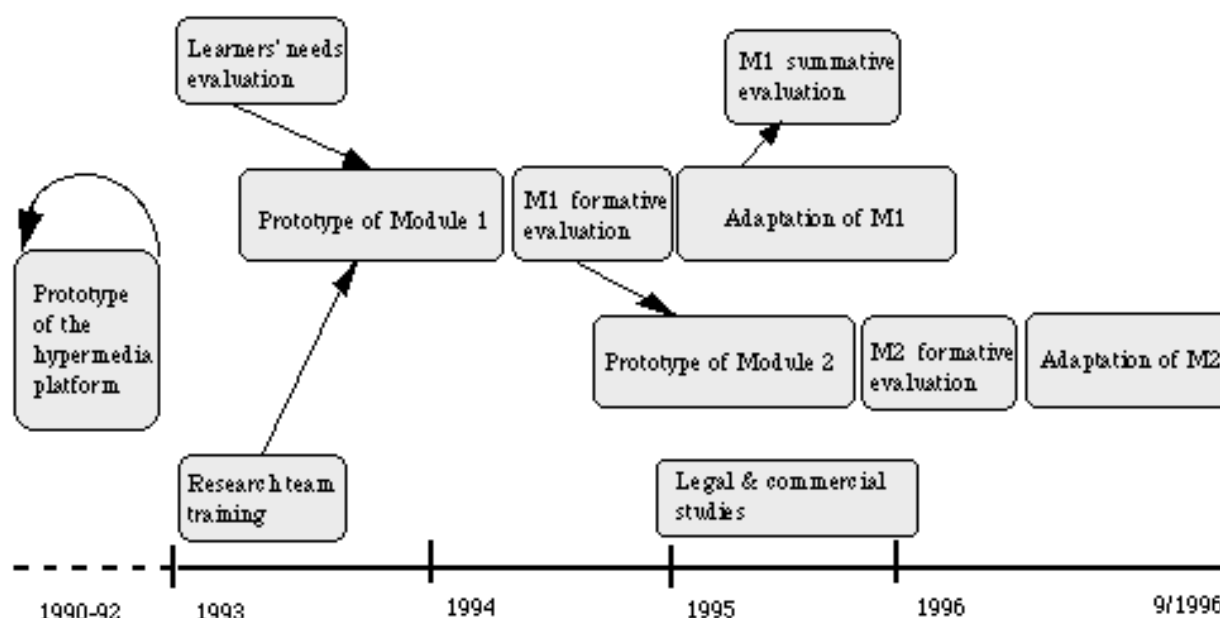 Learners' needs
evaluation
M1 summative
evaluation
Prototype of Module 1
M1 formative
evaluation
Adaptation of M1
Prototype
of the
hypermedia
platform
Prototype of Module 2
M2 formative
evaluation
Adaptation of M2
Research team
training
Legal & commercial
studies
1990-92
1993
1994
1995
1996
9/1996